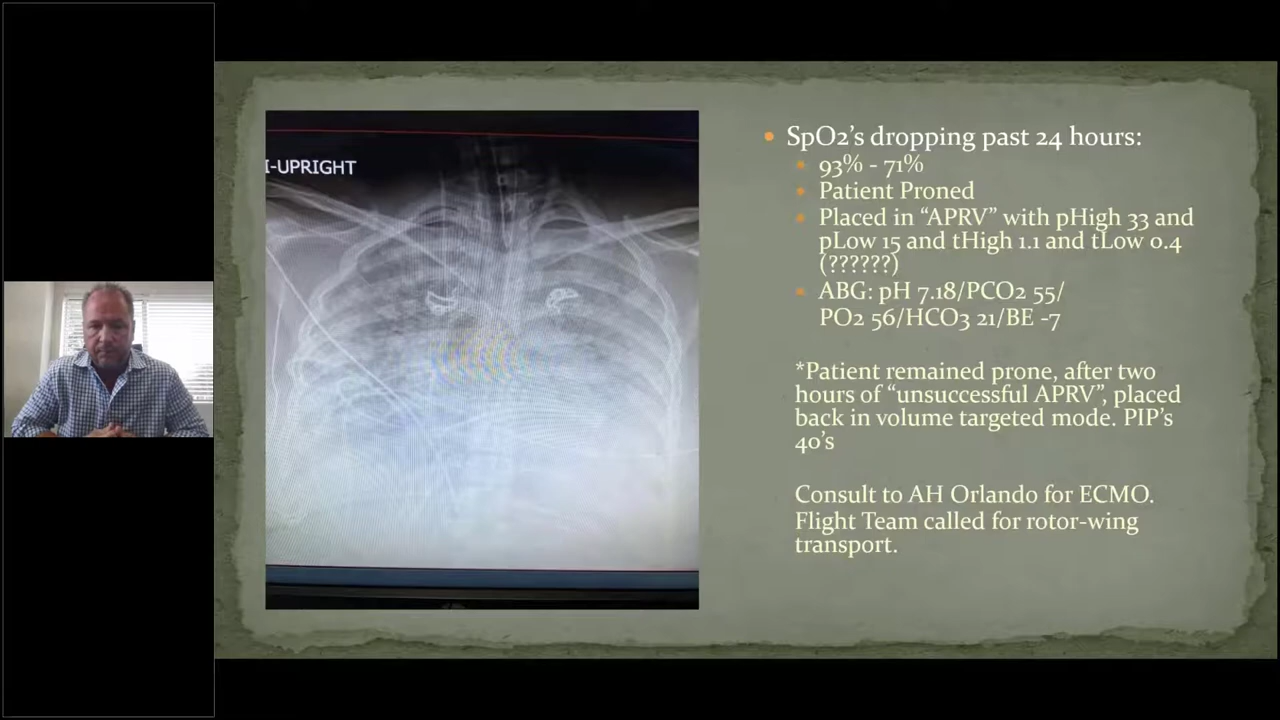 I-UPRIGHT
SpO2's dropping past 24 hours:
93% - 71%
Patient Proned
Placed in “APRV” with pHigh 33 and
pLow 15 and tHigh 1.1 and tLow 0.4
(??????)
ABG: pH 7.18/PCO2 55/
PO2 56/HCO3 21/BE -7
*Patient remained prone, after two
hours of “unsuccessful APRV”, placed
back in volume targeted mode. PIP's
40's
Consult to AH Orlando for ECMO.
Flight Team called for rotor-wing
transport.